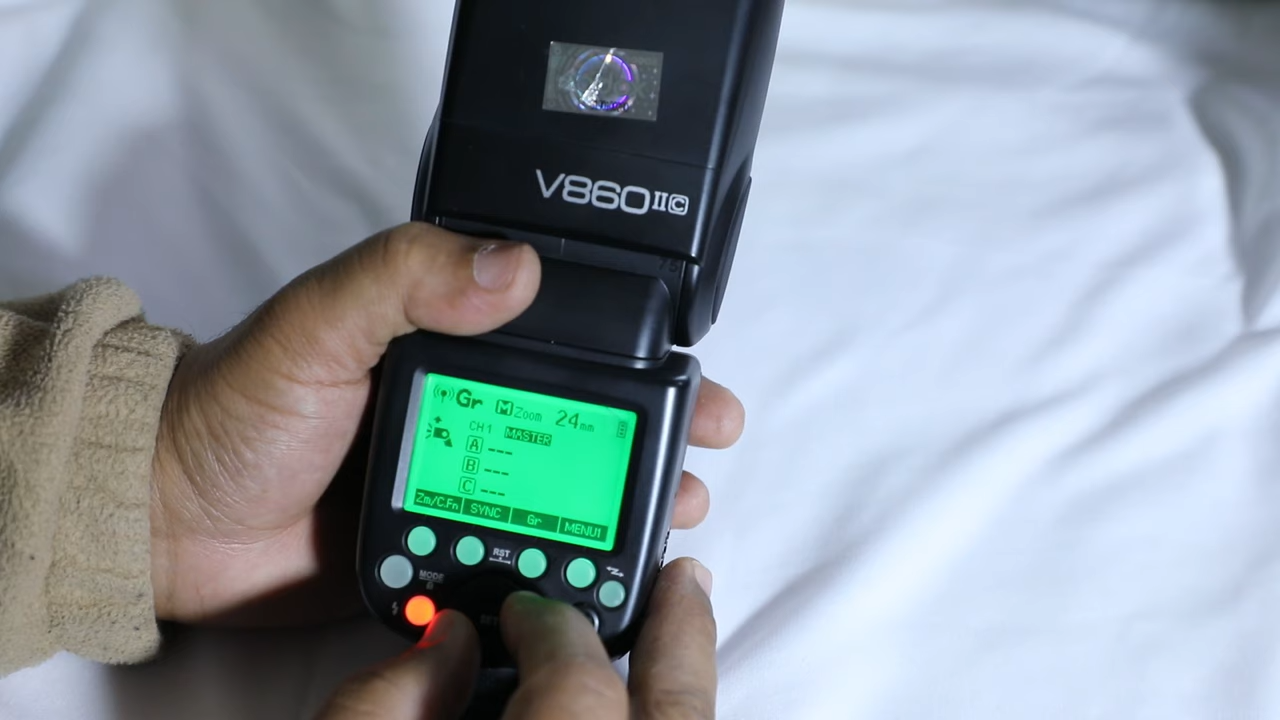 V860IIC
Gr M Zoom 24mm
CH1 MASTER
A ---
B ---
C ---
Zm/C.Fn SYNC Gr MENU1
RST
MODE